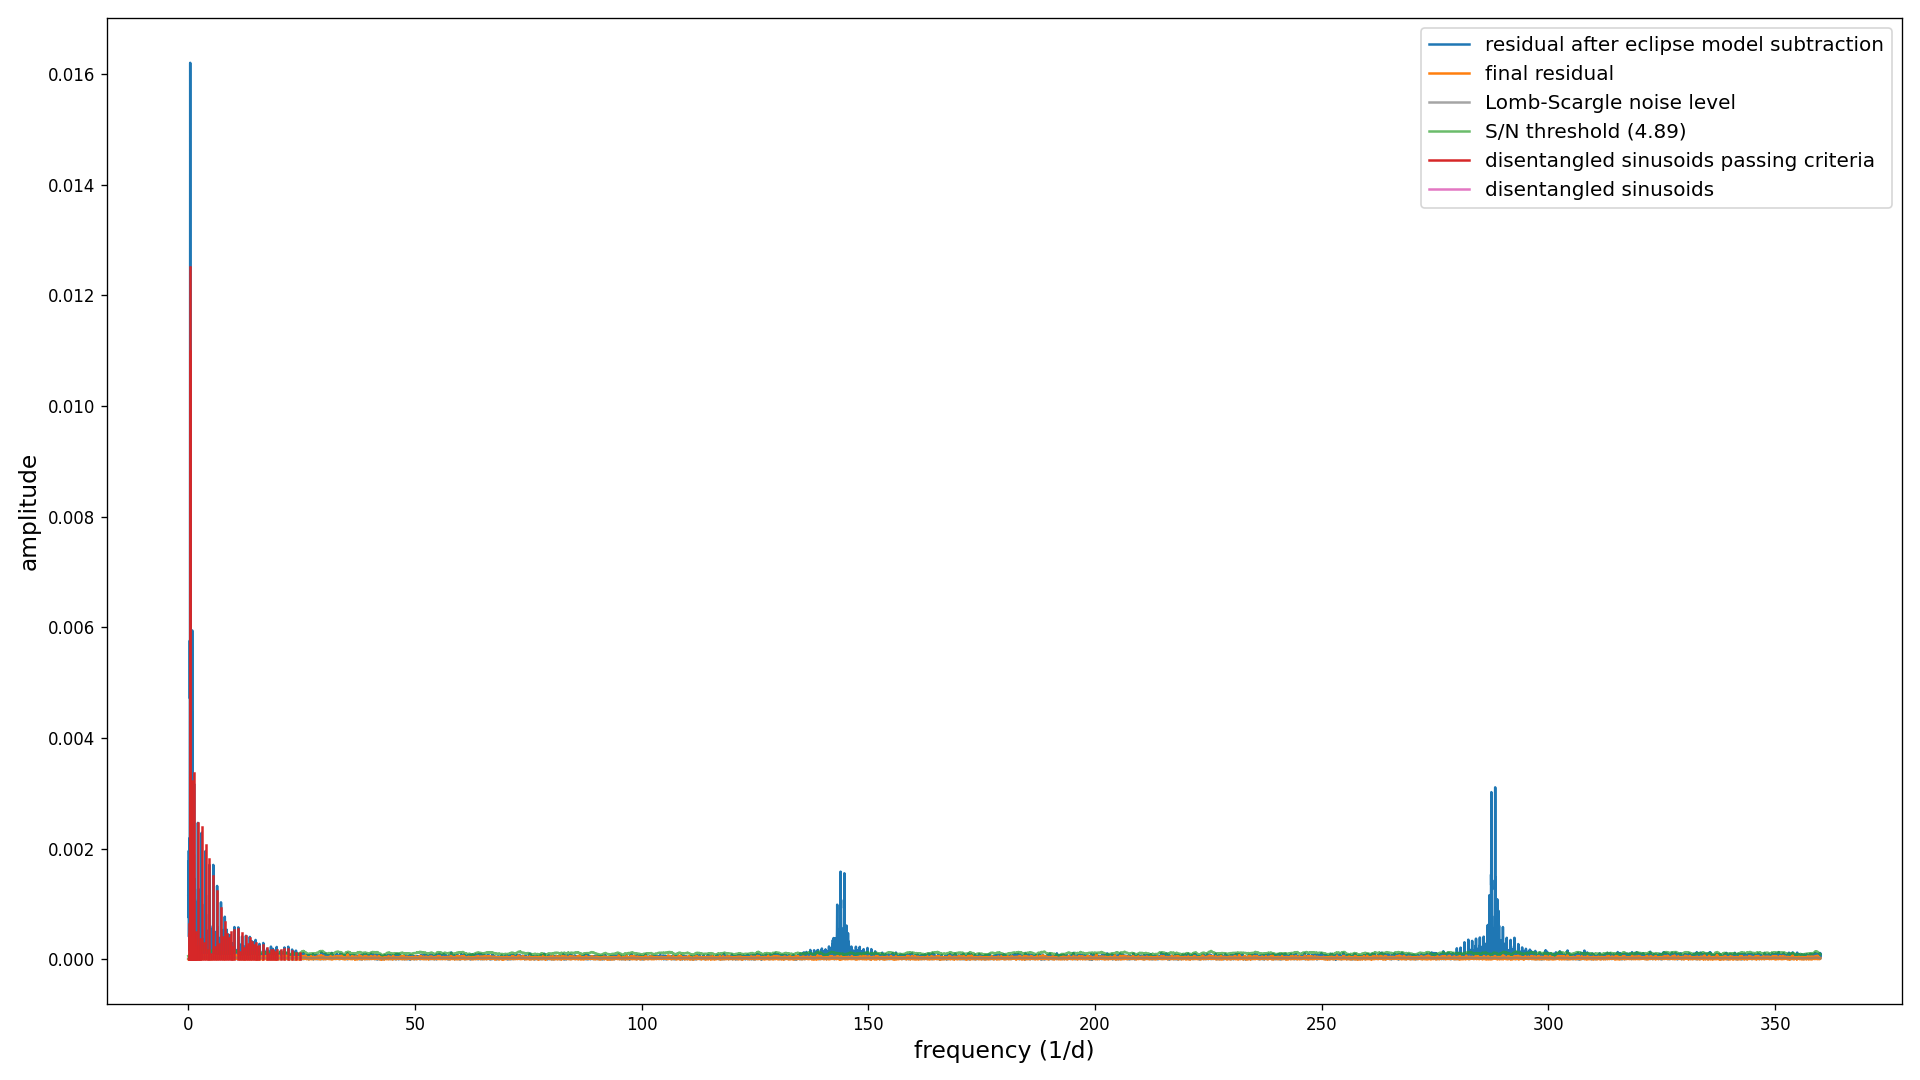 residual after eclipse model subtraction
final residual
Lomb-Scargle noise level
S/N threshold (4.89)
disentangled sinusoids passing criteria
disentangled sinusoids
0.016
0.014
0.012
0.010
0.008
0.006
0.004
0.002
0.000
amplitude
0 50 100 150 200 250 300 350
frequency (1/d)